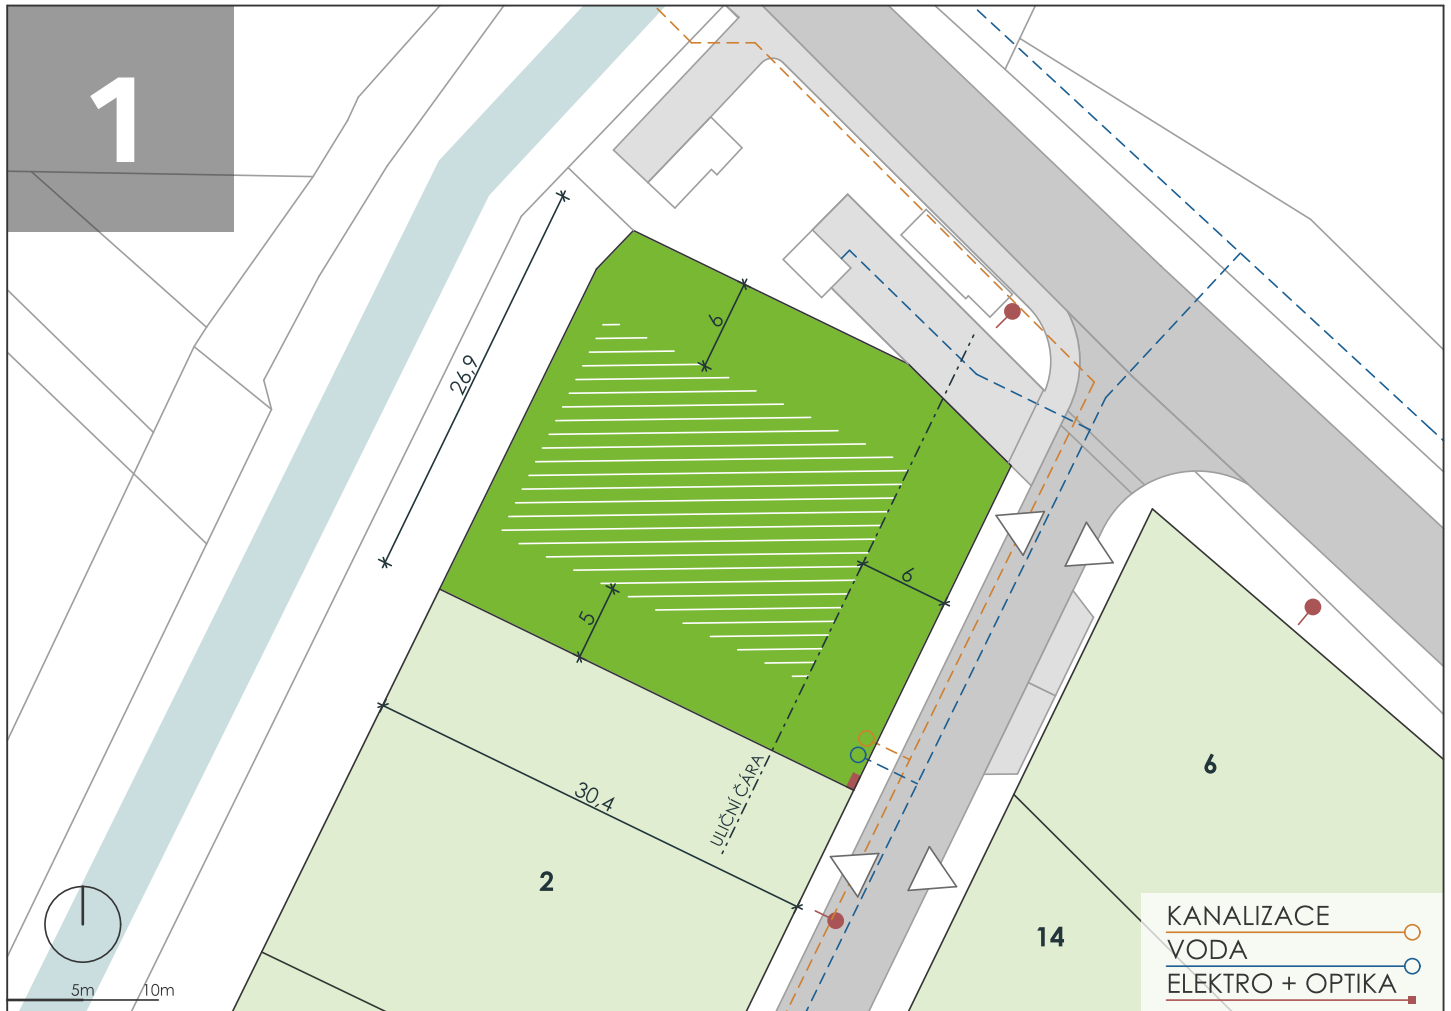 1
6
26,9
6
5
ULIČNÍ ČÁRA
30,4
6
2
14
KANALIZACE
VODA
ELEKTRO + OPTIKA
5m 10m